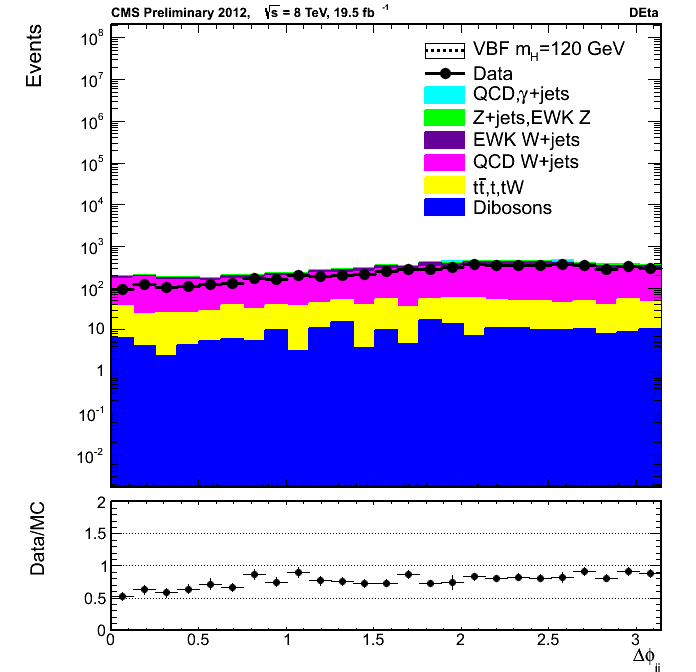 CMS Preliminary 2012, √s = 8 TeV, 19.5 fb⁻¹ DEta
Events
10⁸
10⁷
10⁶
10⁵
10⁴
10³
10²
10
1
10⁻¹
10⁻²
VBF m_H=120 GeV
Data
QCD,γ+jets
Z+jets,EWK Z
EWK W+jets
QCD W+jets
tt̄,t,tW
Dibosons
Data/MC
2
1.5
1
0.5
0
0 0.5 1 1.5 2 2.5 3
Δϕ_jj